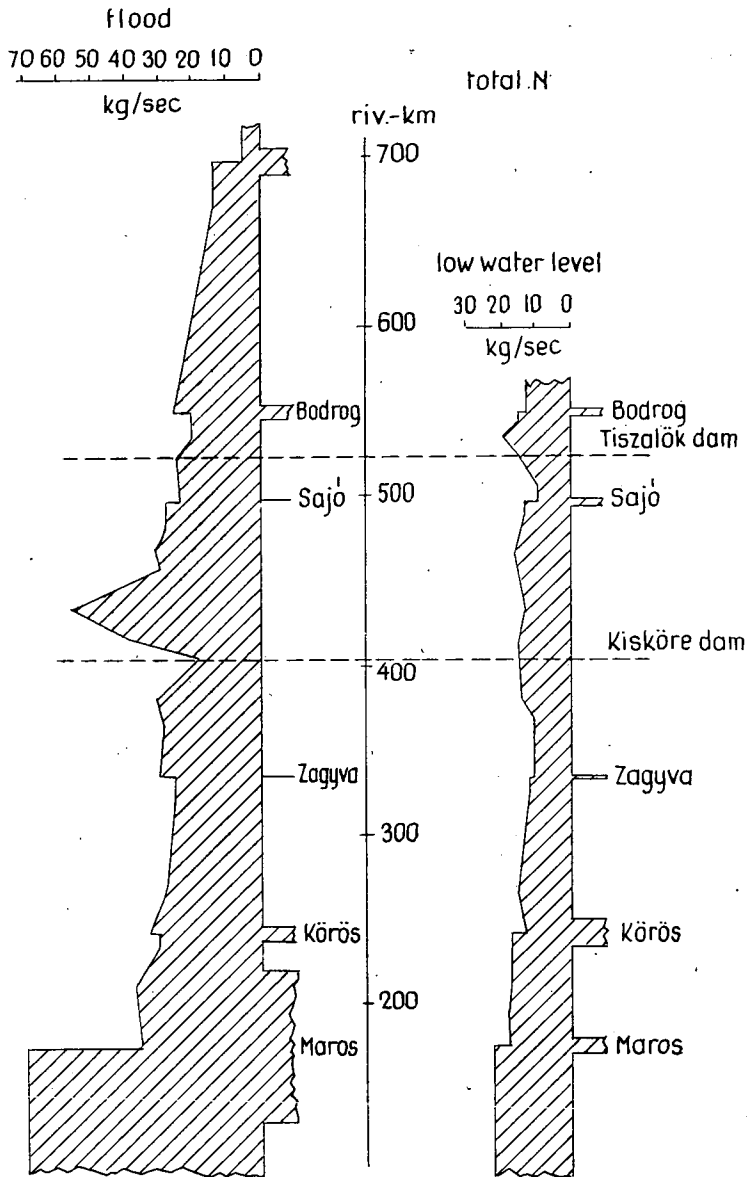 flood
70 60 50 40 30 20 10 0
kg/sec
total N
riv.-km
700
low water level
30 20 10 0
kg/sec
600
Bodrog
Bodrog
Tiszalök dam
500
Sajó
Sajó
Kisköre dam
400
Zagyva
Zagyva
300
Körös
Körös
200
Maros
Maros